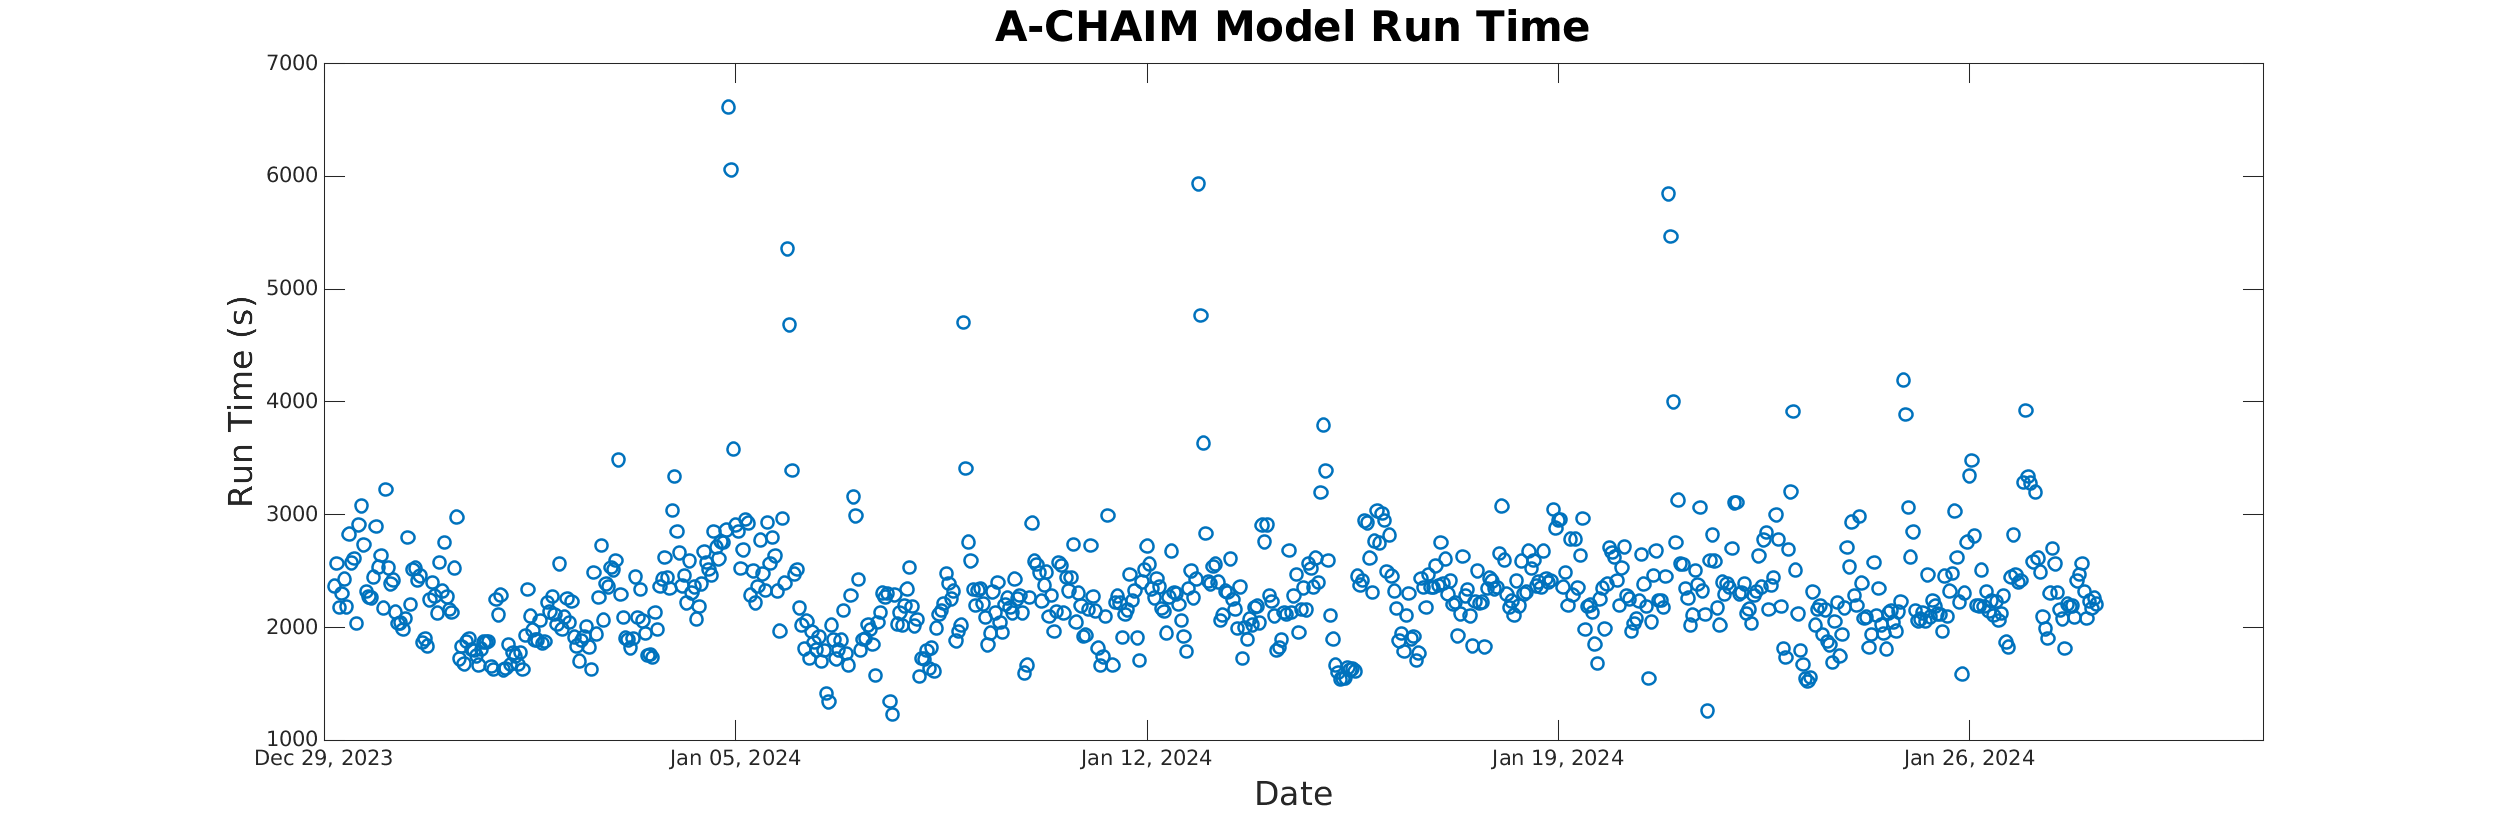 A-CHAIM Model Run Time
7000
6000
5000
4000
3000
2000
1000
Run Time (s)
Dec 29, 2023
Jan 05, 2024
Jan 12, 2024
Jan 19, 2024
Jan 26, 2024
Date